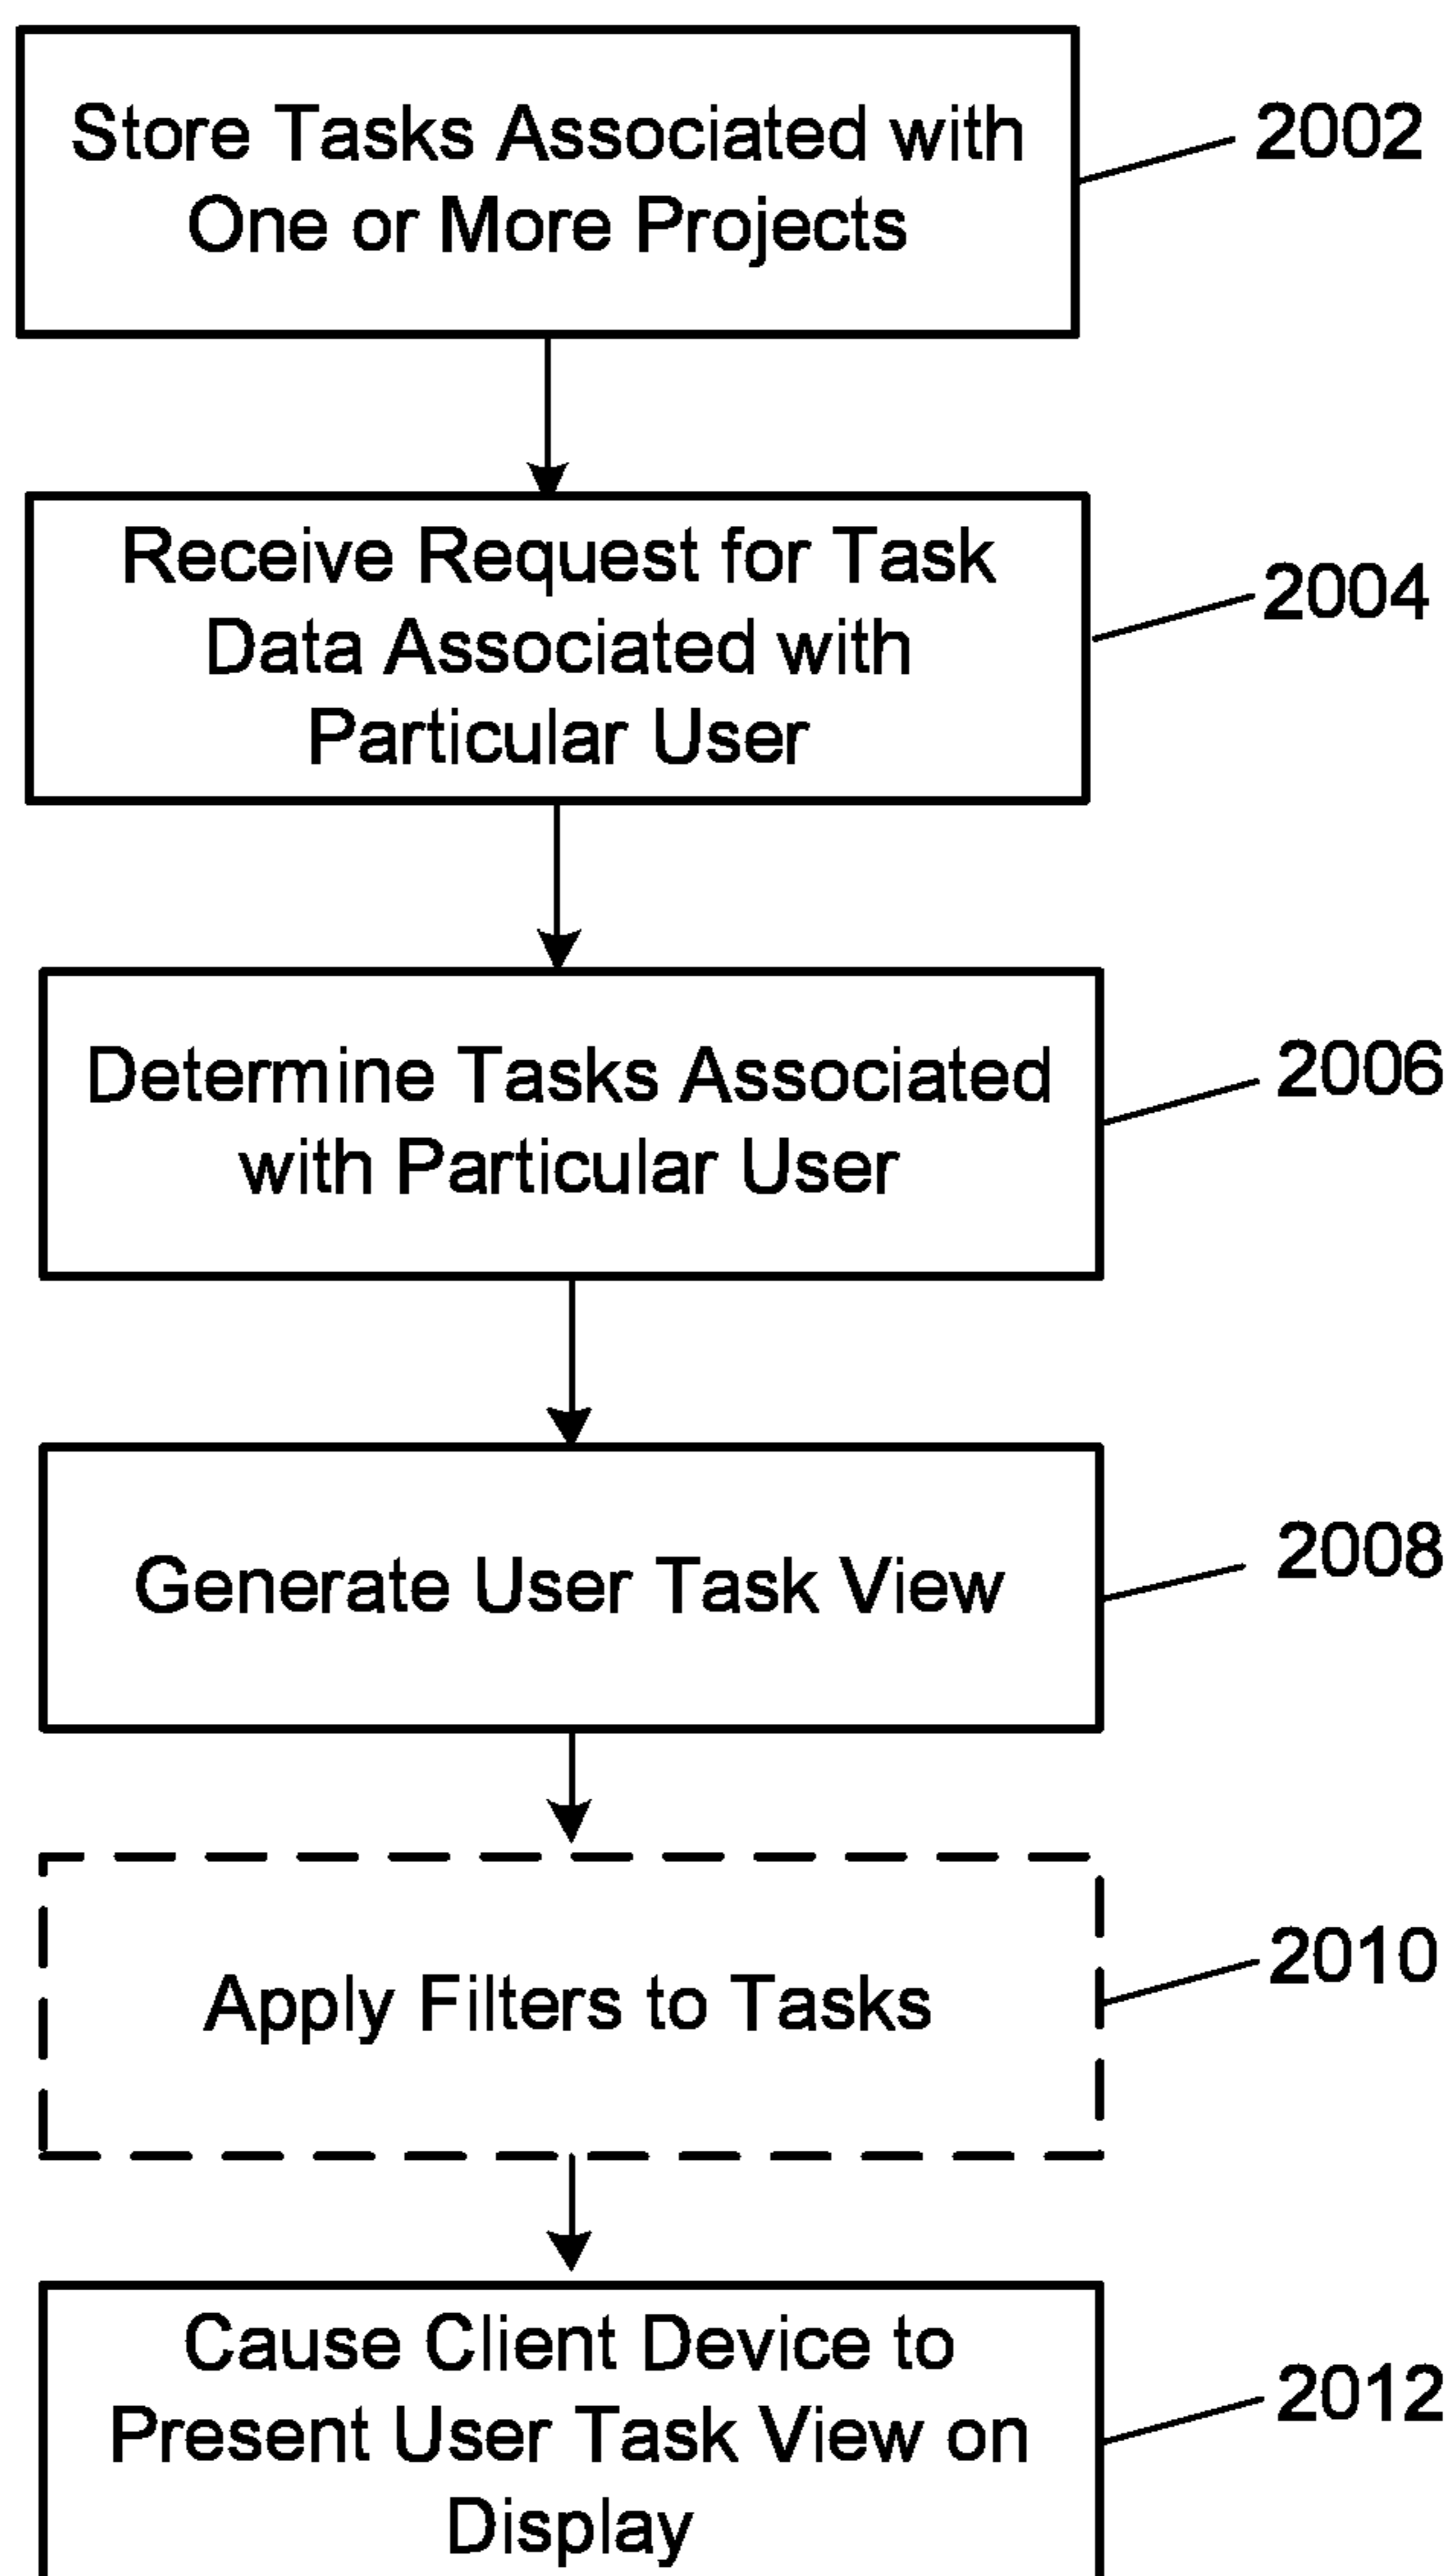 Store Tasks Associated with
One or More Projects
2002
Receive Request for Task
Data Associated with
Particular User
2004
Determine Tasks Associated
with Particular User
2006
Generate User Task View
2008
Apply Filters to Tasks
2010
Cause Client Device to
Present User Task View on
Display
2012